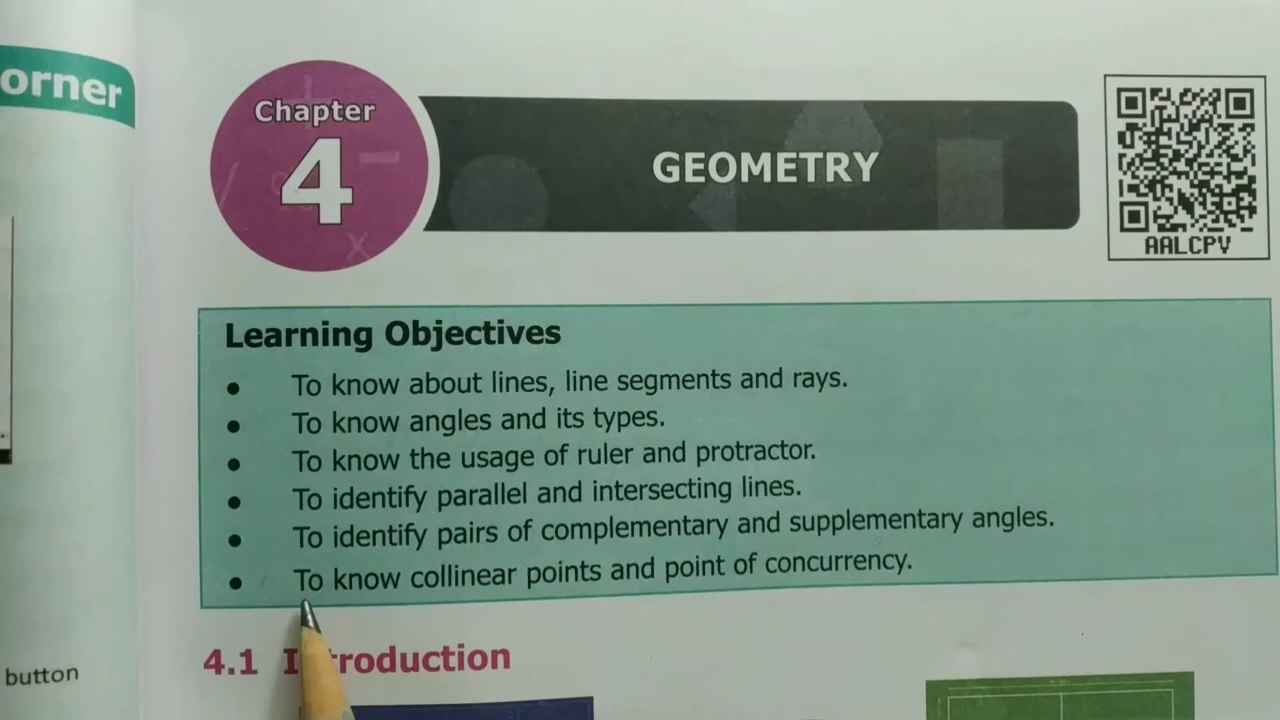 orner
Chapter
4
GEOMETRY
AALCPV
Learning Objectives
● To know about lines, line segments and rays.
● To know angles and its types.
● To know the usage of ruler and protractor.
● To identify parallel and intersecting lines.
● To identify pairs of complementary and supplementary angles.
● To know collinear points and point of concurrency.
4.1 Introduction
button